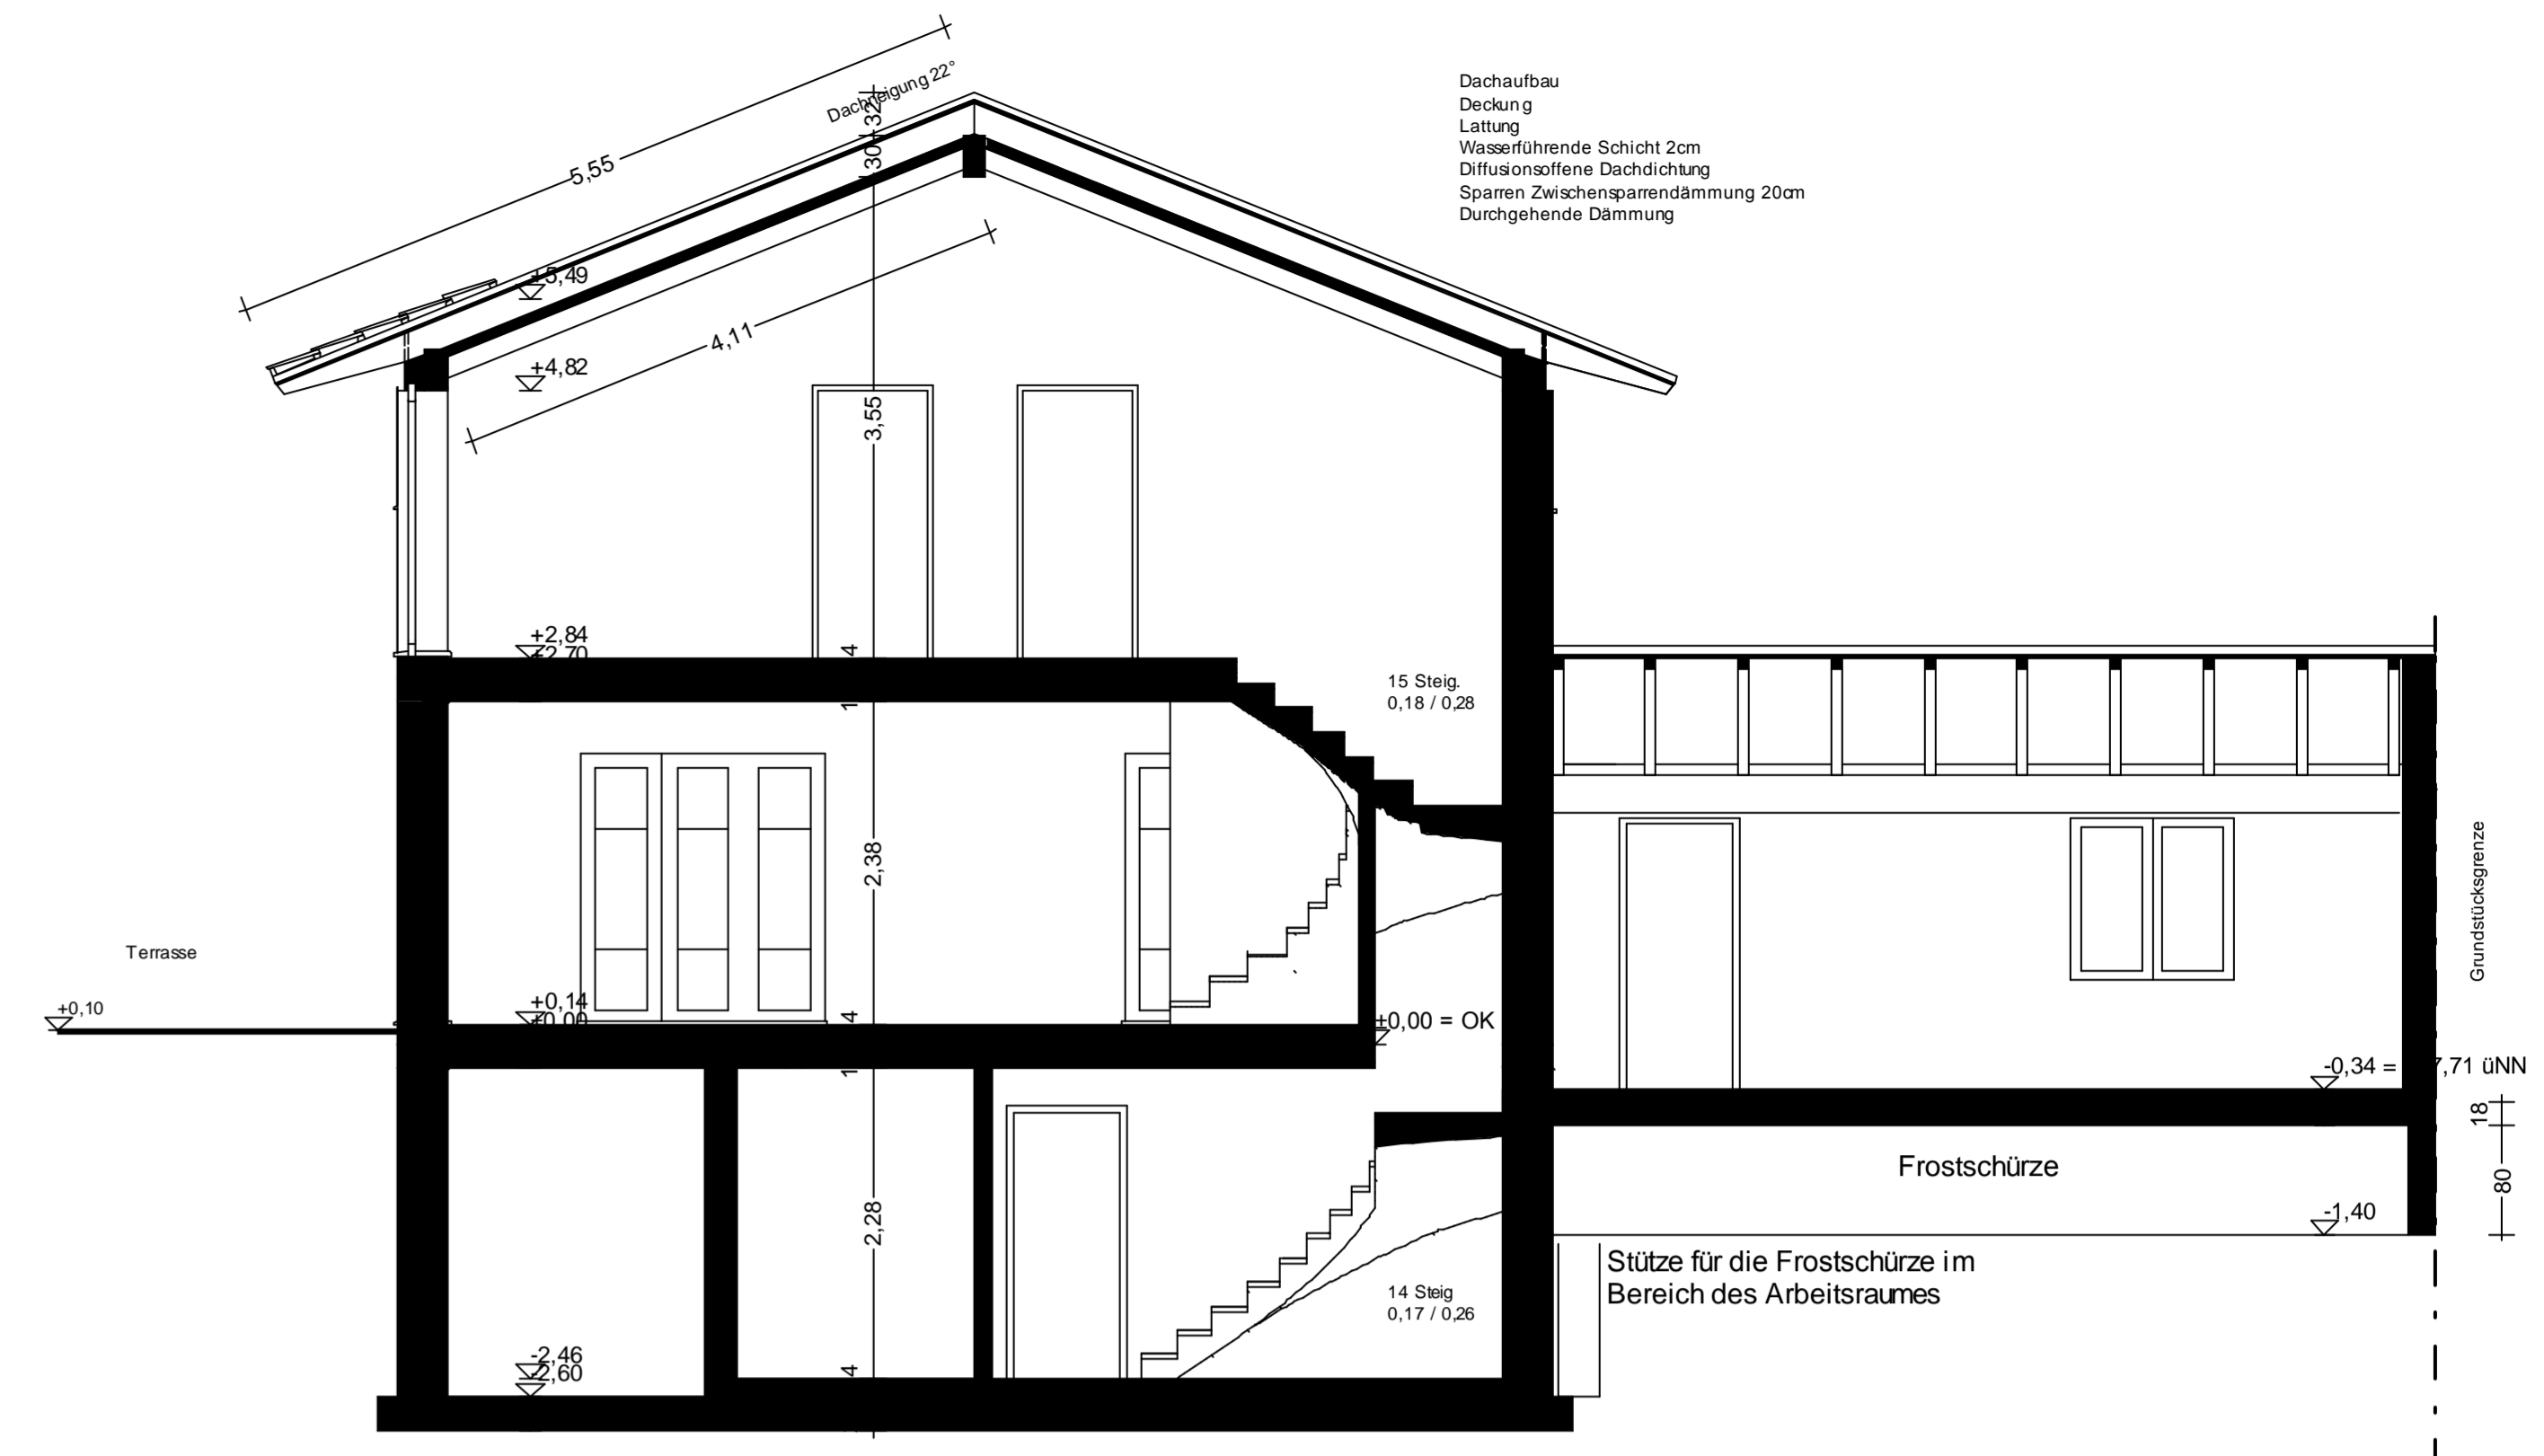 Dachneigung 22°
32
30
5,55
Dachaufbau
Deckung
Lattung
Wasserführende Schicht 2cm
Diffusionsoffene Dachdichtung
Sparren Zwischensparrendämmung 20cm
Durchgehende Dämmung
+5,49
4,11
+4,82
3,55
+2,84
+2,70
15 Steig.
0,18 / 0,28
2,38
Grundstücksgrenze
Terrasse
+0,10
+0,14
+0,00
+0,00 = OK
-0,34 =
7,71 üNN
18
Frostschürze
80
-1,40
2,28
Stütze für die Frostschürze im
Bereich des Arbeitsraumes
14 Steig
0,17 / 0,26
-2,46
-2,60